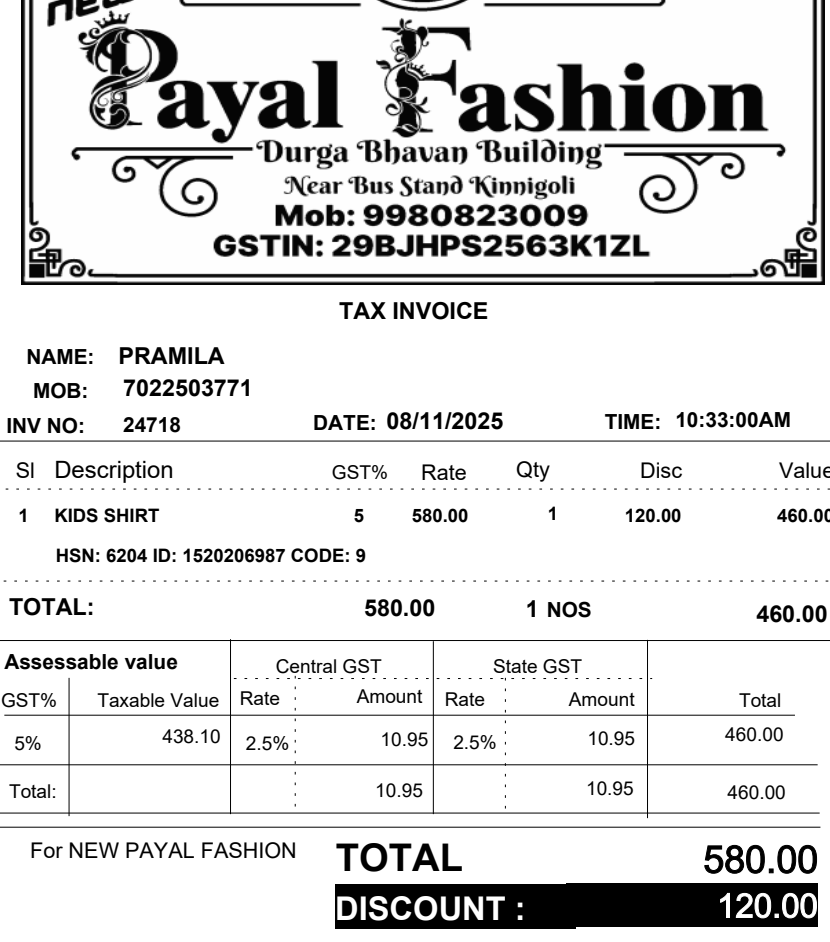 new
Payal Fashion
Durga Bhavan Building
Near Bus Stand Kinnigoli
Mob: 9980823009
GSTIN: 29BJHPS2563K1ZL
TAX INVOICE
NAME: PRAMILA
MOB: 7022503771
INV NO: 24718 DATE: 08/11/2025 TIME: 10:33:00AM
Sl Description GST% Rate Qty Disc Value
1 KIDS SHIRT 5 580.00 1 120.00 460.00
HSN: 6204 ID: 1520206987 CODE: 9
TOTAL: 580.00 1 NOS 460.00
Assessable value Central GST State GST
GST% Taxable Value Rate Amount Rate Amount Total
5% 438.10 2.5% 10.95 2.5% 10.95 460.00
Total: 10.95 10.95 460.00
For NEW PAYAL FASHION TOTAL 580.00
DISCOUNT : 120.00